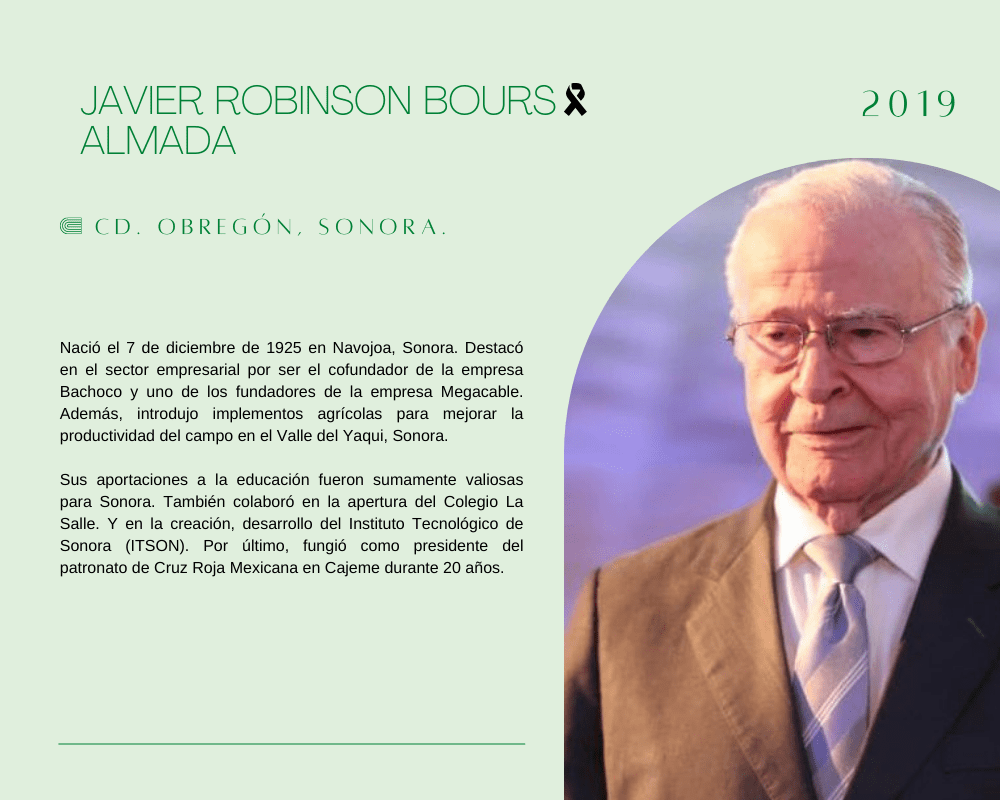 JAVIER ROBINSON BOURS
ALMADA
2019
CD. OBREGÓN, SONORA.
Nació el 7 de diciembre de 1925 en Navojoa, Sonora. Destacó
en el sector empresarial por ser el cofundador de la empresa
Bachoco y uno de los fundadores de la empresa Megacable.
Además, introdujo implementos agrícolas para mejorar la
productividad del campo en el Valle del Yaqui, Sonora.
Sus aportaciones a la educación fueron sumamente valiosas
para Sonora. También colaboró en la apertura del Colegio La
Salle. Y en la creación, desarrollo del Instituto Tecnológico de
Sonora (ITSON). Por último, fungió como presidente del
patronato de Cruz Roja Mexicana en Cajeme durante 20 años.